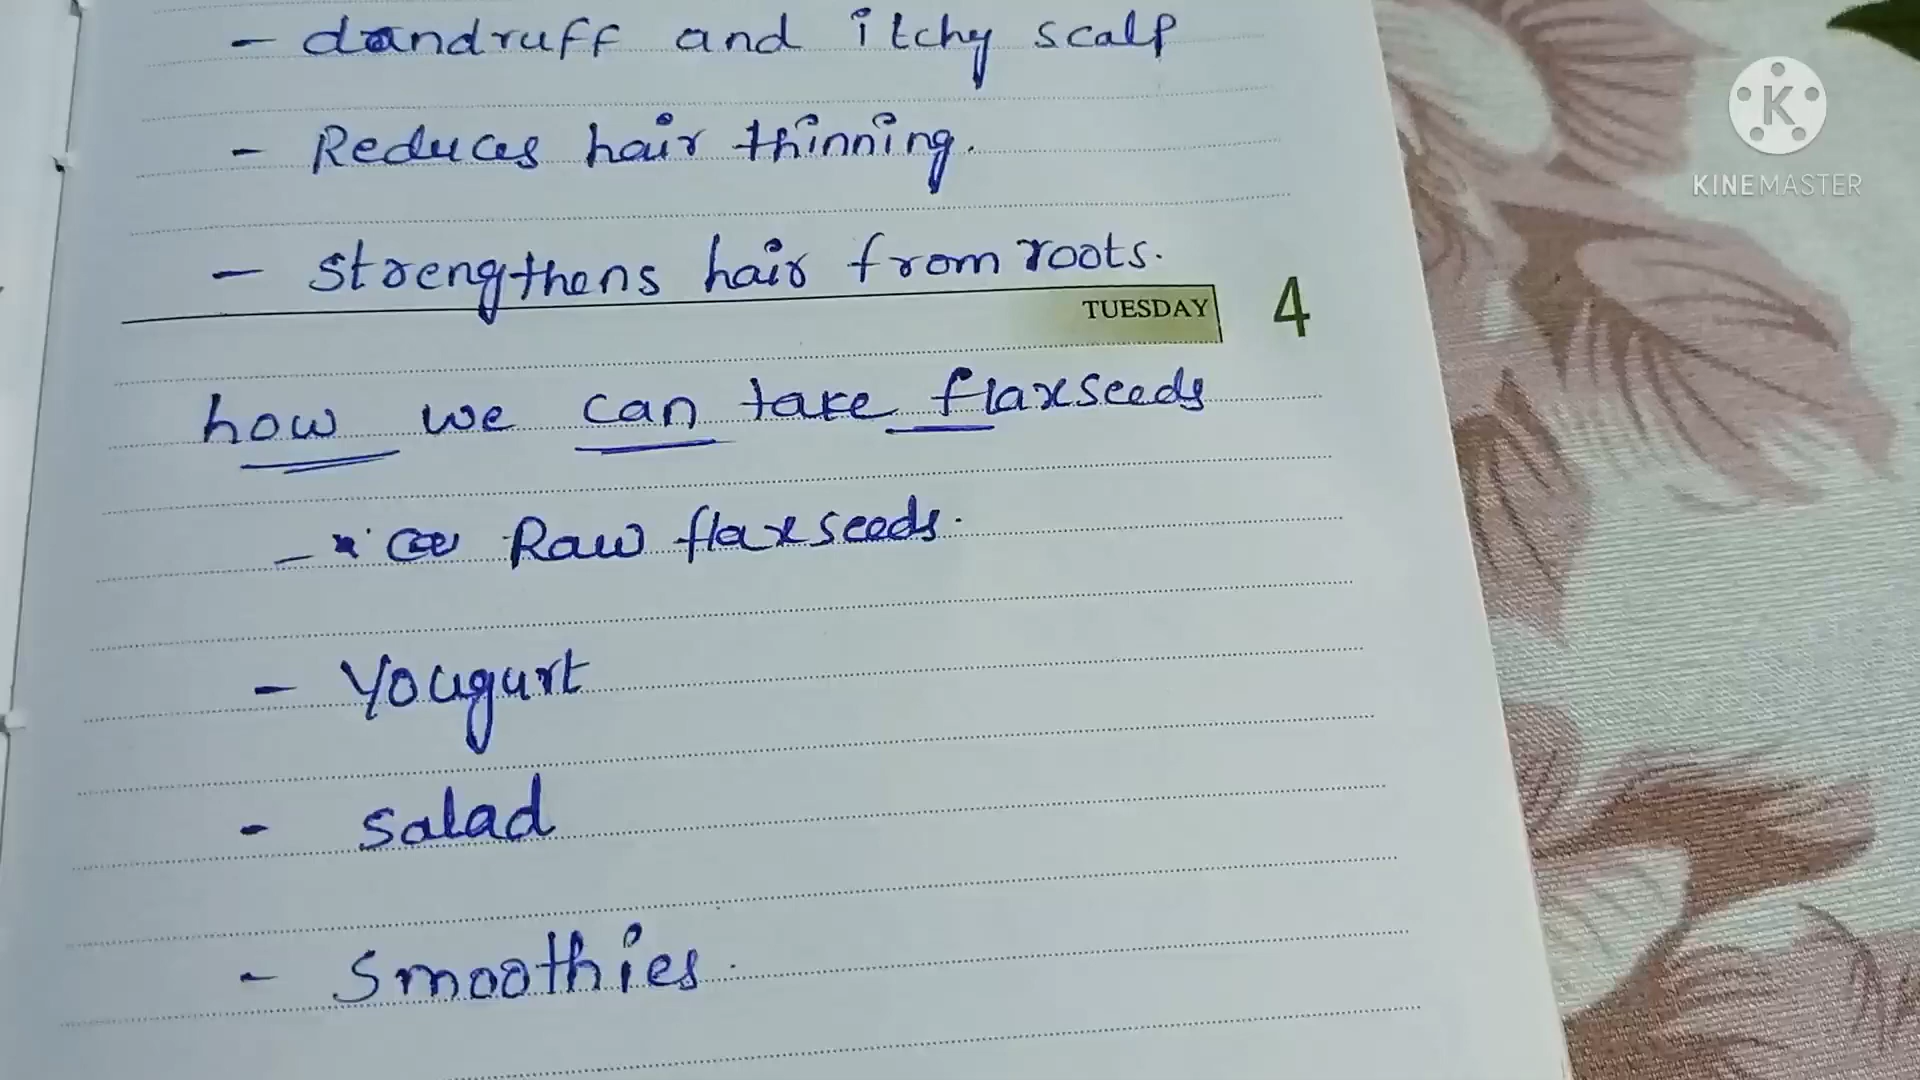 - dandruff and itchy scalp
- Reduces hair thinning.
- strengthens hair from roots.
TUESDAY 4
how we can take flaxseeds
- Raw flaxseeds.
- Yougurt
- Salad
- Smoothies.
K
KINEMASTER